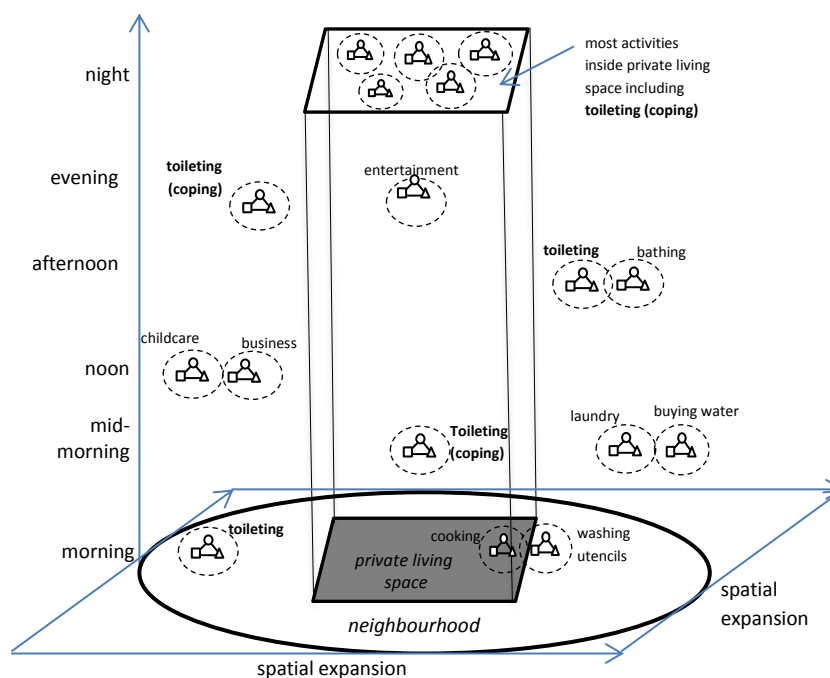 night
most activities
inside private living
space including
toileting (coping)
evening
toileting
(coping)
entertainment
afternoon
toileting
bathing
childcare
business
noon
mid-
morning
Toileting
(coping)
laundry
buying water
morning
toileting
cooking
washing
utencils
private living
space
neighbourhood
spatial
expansion
spatial expansion